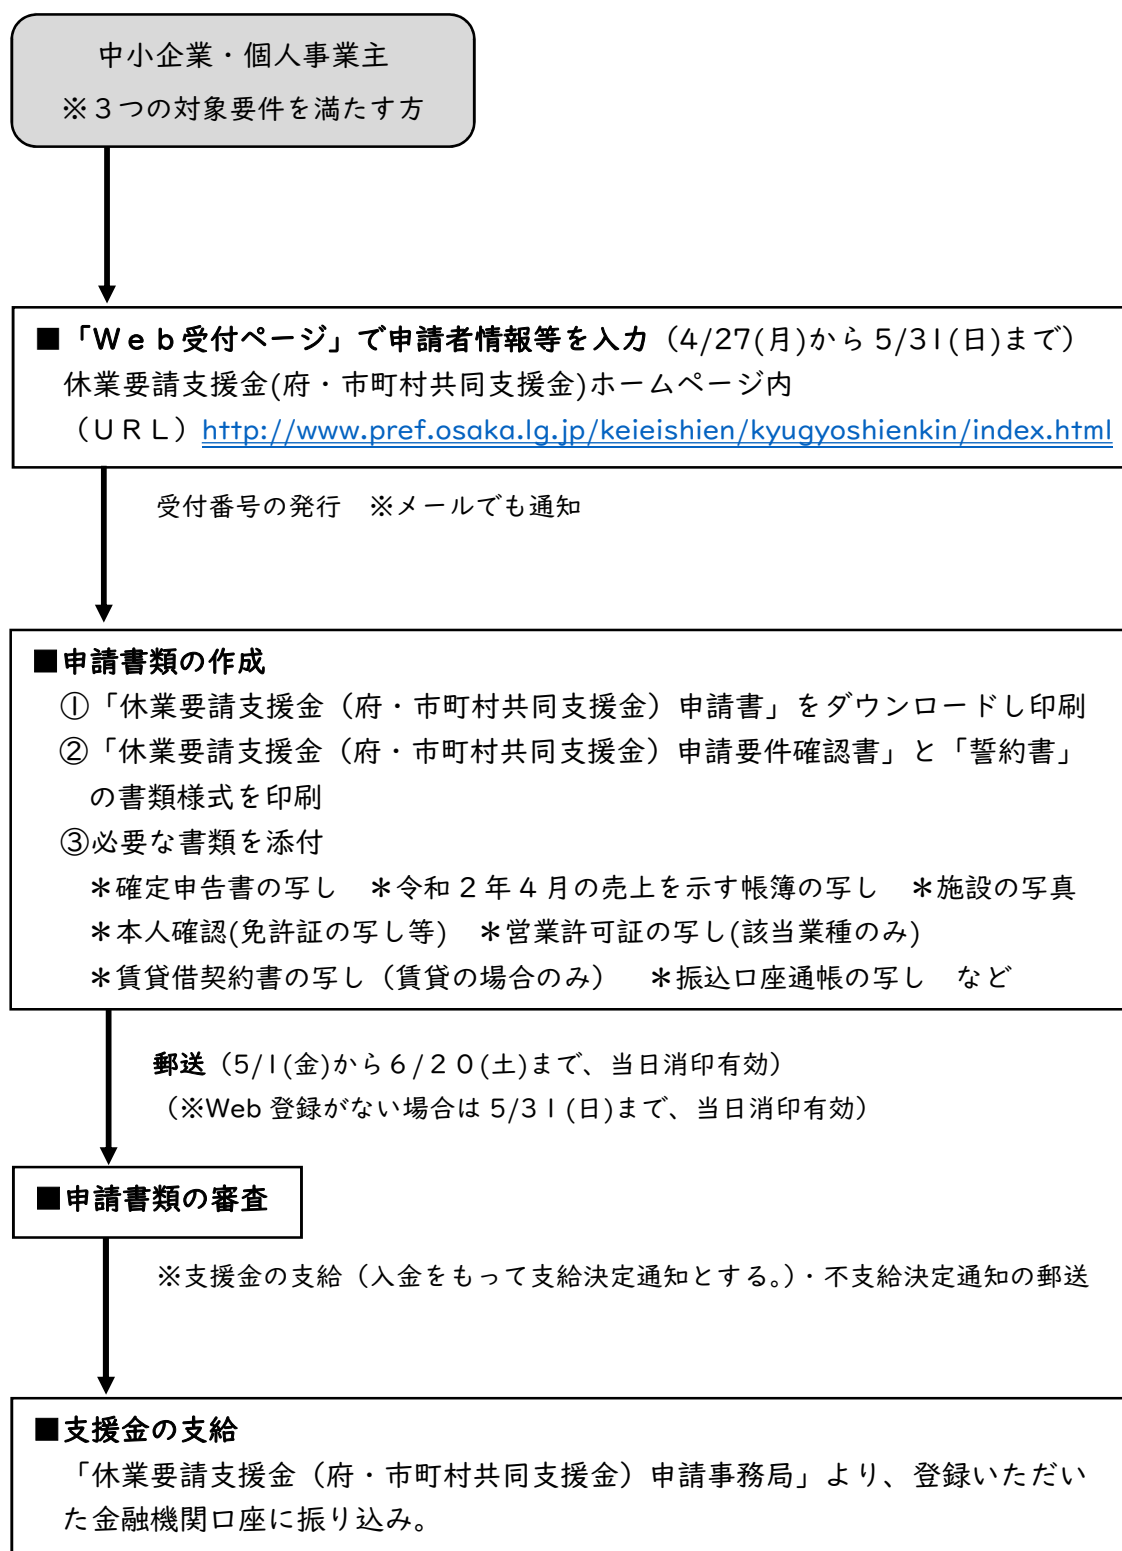 中小企業・個人事業主
※３つの対象要件を満たす方
■「Ｗｅｂ受付ページ」で申請者情報等を入力（4/27(月)から 5/31(日)まで）
休業要請支援金(府・市町村共同支援金)ホームページ内
（ＵＲＬ）http://www.pref.osaka.lg.jp/keieishien/kyugyoshienkin/index.html
受付番号の発行　※メールでも通知
■申請書類の作成
①「休業要請支援金（府・市町村共同支援金）申請書」をダウンロードし印刷
②「休業要請支援金（府・市町村共同支援金）申請要件確認書」と「誓約書」
の書類様式を印刷
③必要な書類を添付
＊確定申告書の写し　＊令和 2 年 4 月の売上を示す帳簿の写し　＊施設の写真
＊本人確認(免許証の写し等)　＊営業許可証の写し(該当業種のみ)
＊賃貸借契約書の写し（賃貸の場合のみ）　＊振込口座通帳の写し　など
郵送（5/1(金)から６/２０(土)まで、当日消印有効）
（※Web 登録がない場合は 5/31(日)まで、当日消印有効）
■申請書類の審査
※支援金の支給（入金をもって支給決定通知とする。）・不支給決定通知の郵送
■支援金の支給
「休業要請支援金（府・市町村共同支援金）申請事務局」より、登録いただい
た金融機関口座に振り込み。